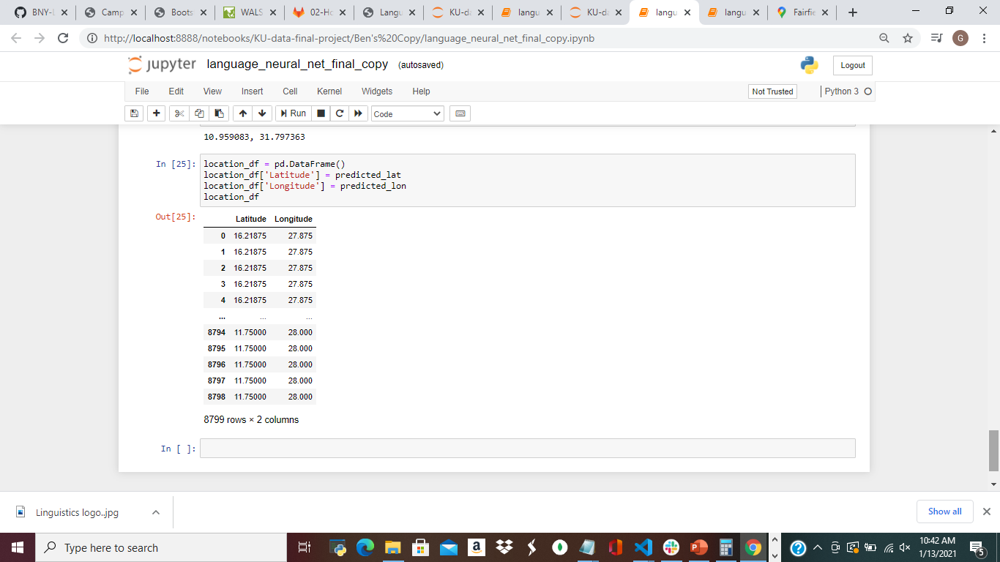 BNY-L
Camp
Boots
WALS
02-Ho
Langu
KU-da
langu
KU-da
langu
langu
Fairfie
http://localhost:8888/notebooks/KU-data-final-project/Ben's%20Copy/language_neural_net_final_copy.ipynb
G
jupyter language_neural_net_final_copy (autosaved)
Logout
File Edit View Insert Cell Kernel Widgets Help
Not Trusted
Python 3
Run
Code
10.959083, 31.797363
In [25]: location_df = pd.DataFrame()
location_df['Latitude'] = predicted_lat
location_df['Longitude'] = predicted_lon
location_df
Out[25]:
Latitude Longitude
0 16.21875 27.875
1 16.21875 27.875
2 16.21875 27.875
3 16.21875 27.875
4 16.21875 27.875
... ... ...
8794 11.75000 28.000
8795 11.75000 28.000
8796 11.75000 28.000
8797 11.75000 28.000
8798 11.75000 28.000
8799 rows × 2 columns
In [ ]:
Linguistics logo..jpg
Show all
Type here to search
10:42 AM
1/13/2021
5